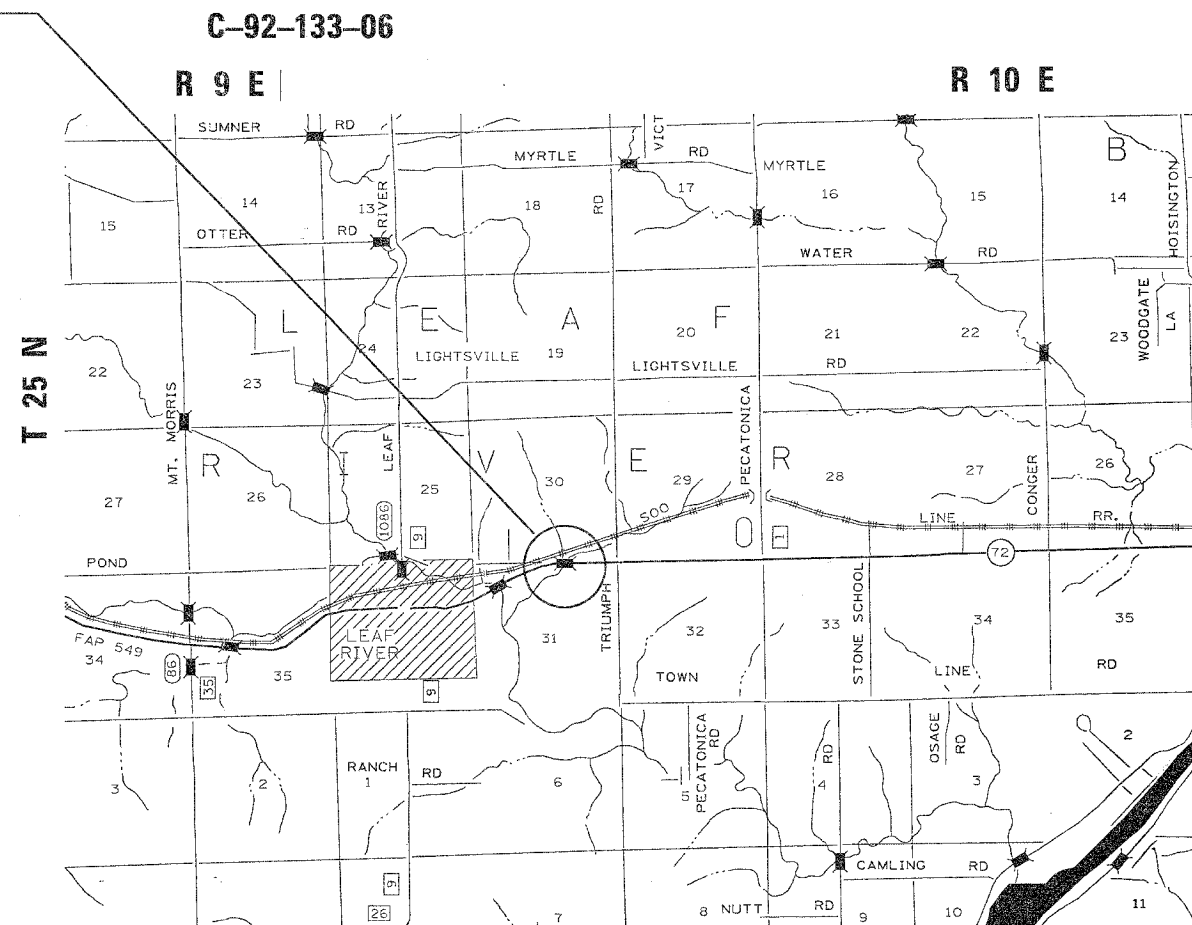 C–92–133–06
R 9 E
R 10 E
T 25 N
SUMNER RD
MYRTLE RD
VICT
MYRTLE
B
15
14
13
RIVER
18
RD
17
16
15
14
HOISINGTON
OTTER RD
WATER RD
L E A F
WOODGATE
LA
22
23
24
LIGHTSVILLE
19
20
LIGHTSVILLE
21
RD
22
23
MT. MORRIS
LEAF
PECATONICA
R I V E R
27
26
25
30
29
28
27
CONGER
26
1086
9
SOO
LINE
RR.
1
POND
72
FAP 549
34
86
35
35
LEAF
RIVER
9
31
TRIUMPH
32
33
STONE SCHOOL
34
35
TOWN
LINE
RD
3
2
RANCH
RD
1
6
5
PECATONICA
RD
4
RD
OSAGE
RD
3
2
CAMLING RD
9
26
7
8
NUTT RD
9
10
11